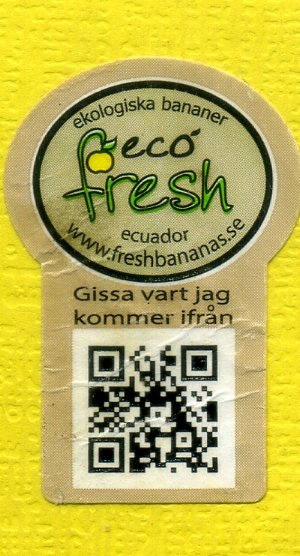 ekologiska bananer
eco
fresh
ecuador
www.freshbananas.se
Gissa vart jag
kommer ifrån